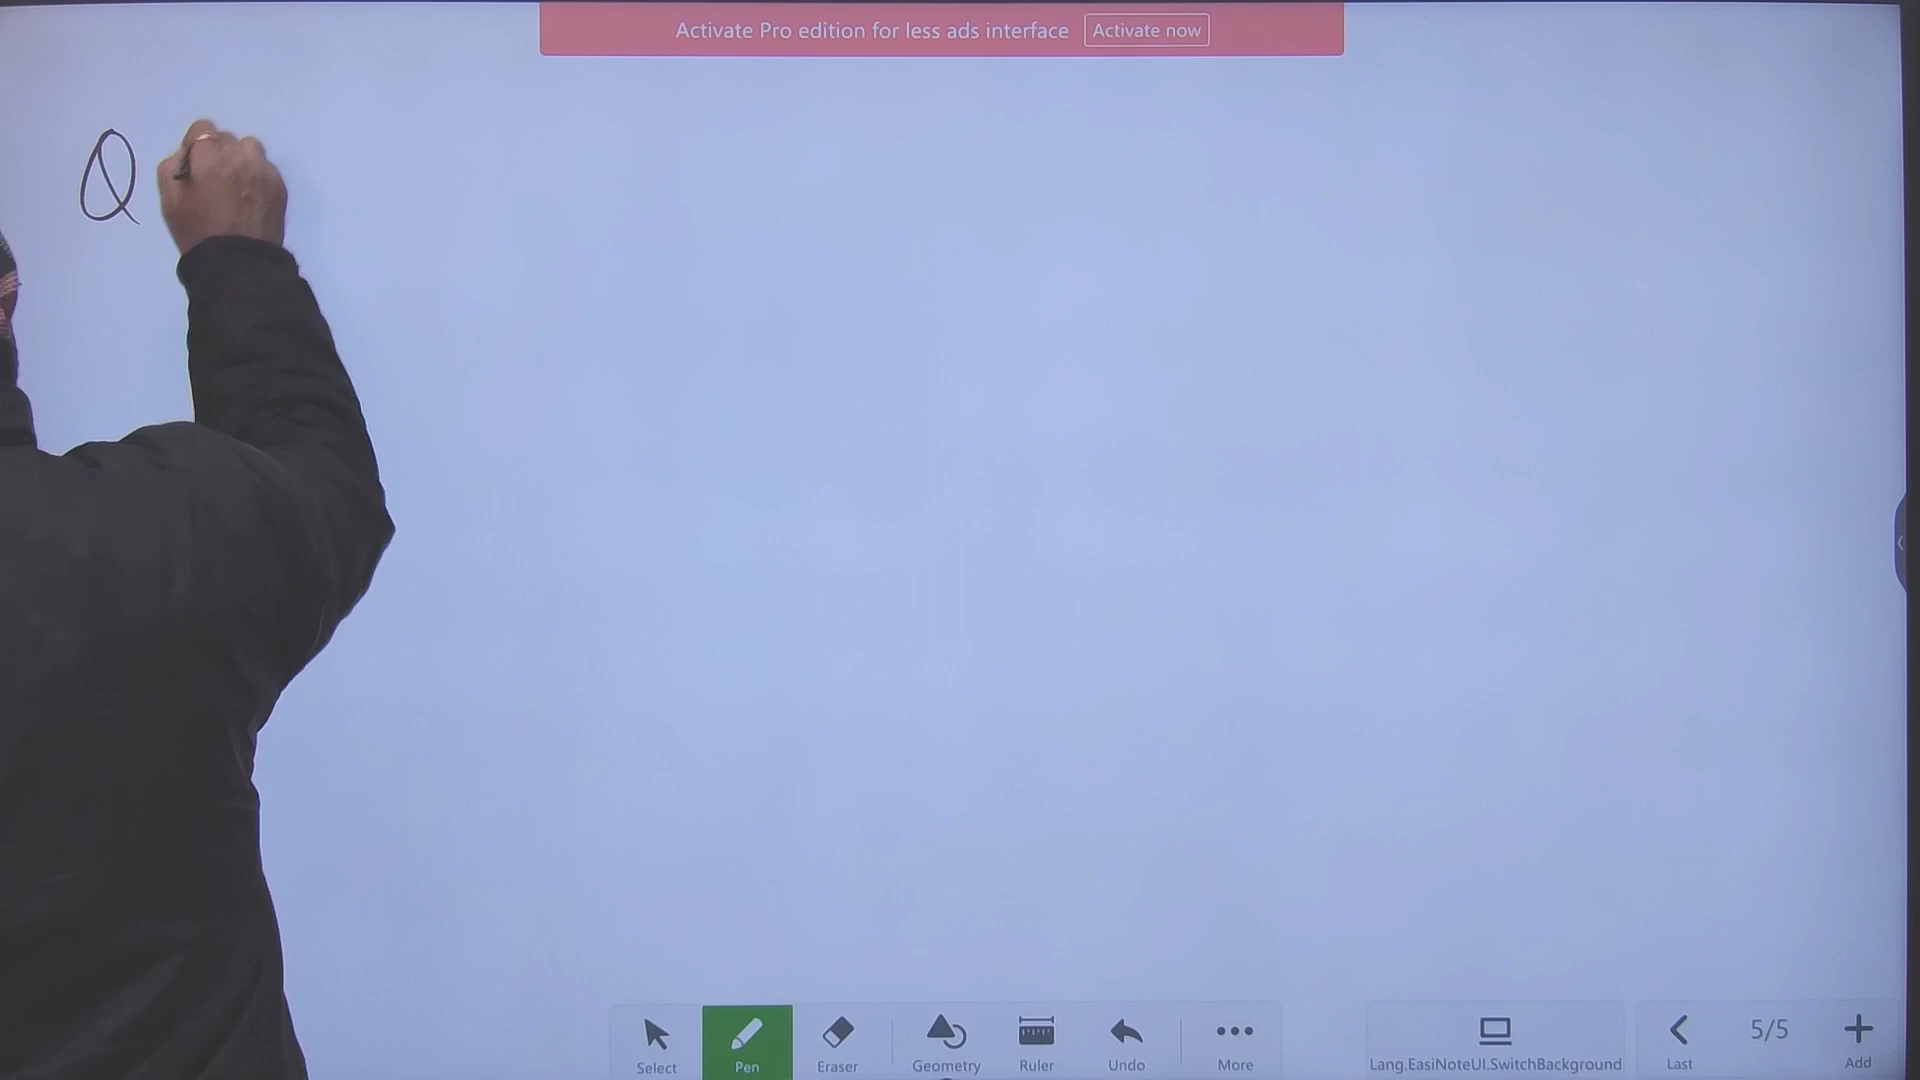 Activate Pro edition for less ads interface Activate now
Q
Select Pen Eraser Geometry Ruler Undo More Lang.EasiNoteUI.SwitchBackground Last 5/5 Add